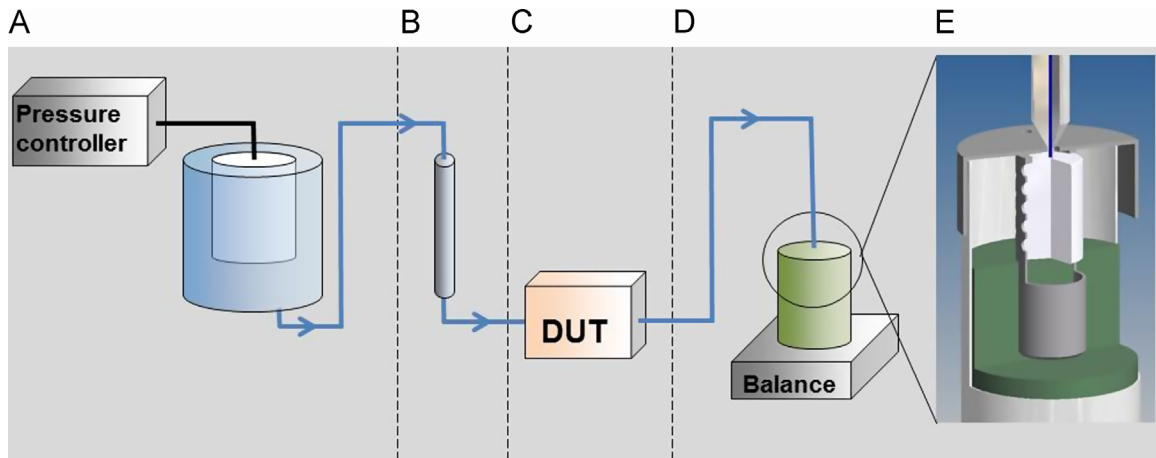 A B C D E
Pressure
controller
DUT
Balance